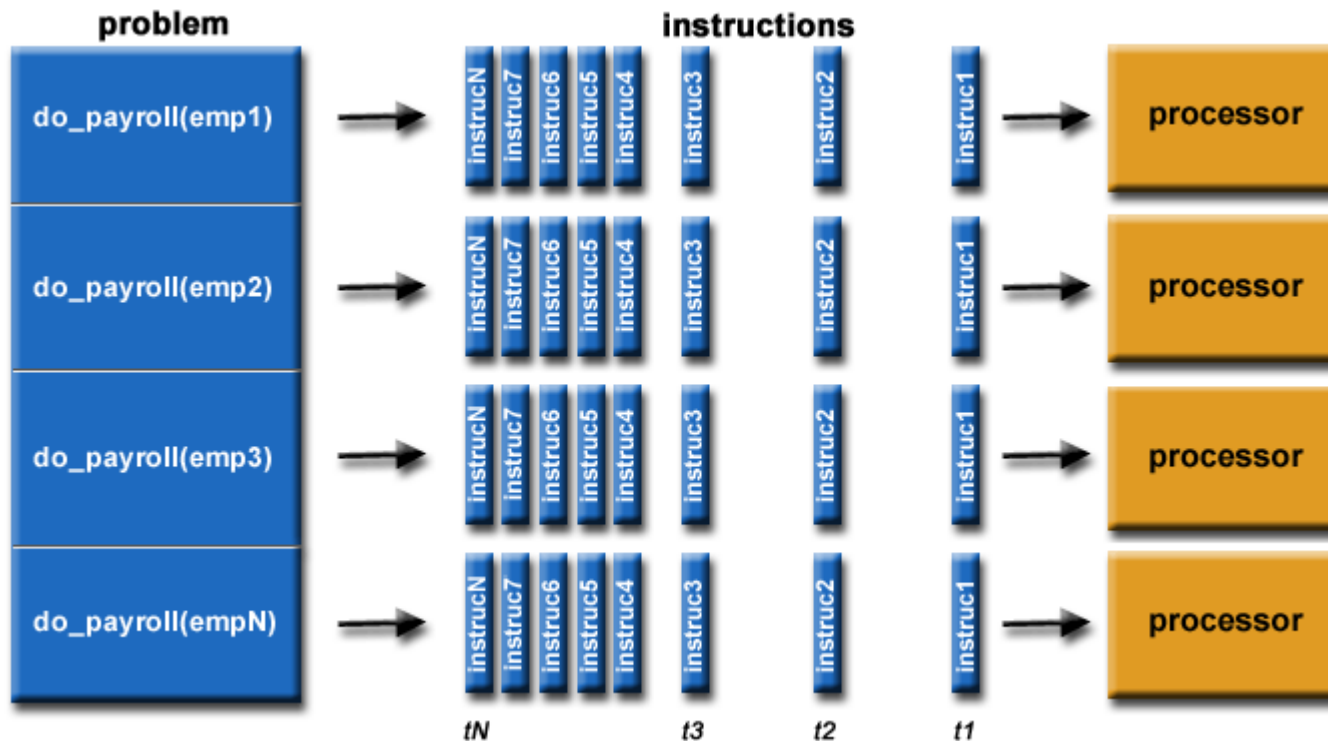 problem
instructions
do_payroll(emp1)
instrucN
instruc7
instruc6
instruc5
instruc4
instruc3
instruc2
instruc1
processor
do_payroll(emp2)
instrucN
instruc7
instruc6
instruc5
instruc4
instruc3
instruc2
instruc1
processor
do_payroll(emp3)
instrucN
instruc7
instruc6
instruc5
instruc4
instruc3
instruc2
instruc1
processor
do_payroll(empN)
instrucN
instruc7
instruc6
instruc5
instruc4
instruc3
instruc2
instruc1
processor
tN
t3
t2
t1